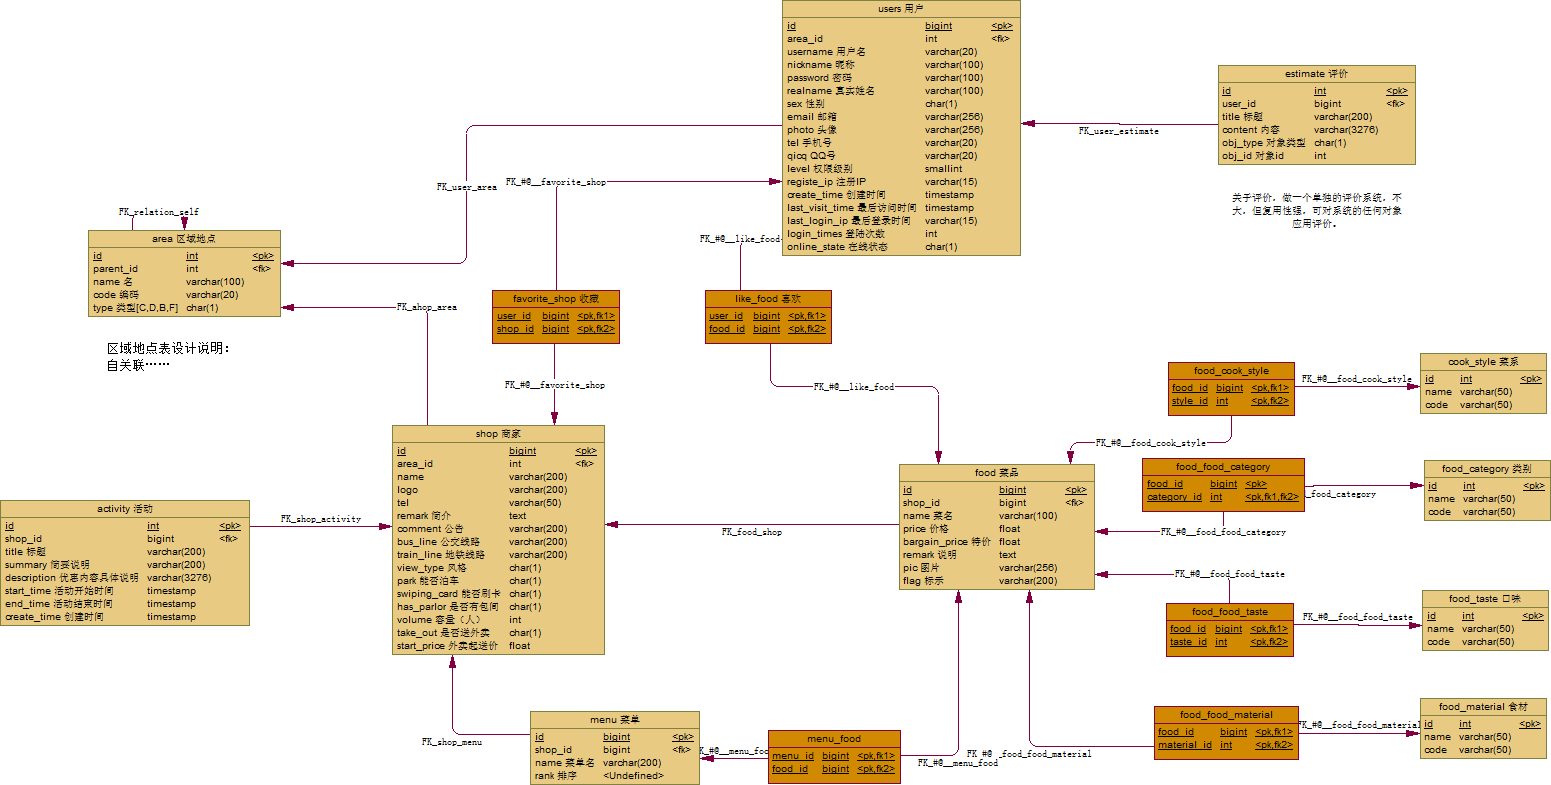 users 用户
id bigint <pk>
area_id int <fk>
username 用户名 varchar(20)
nickname 昵称 varchar(100)
password 密码 varchar(100)
realname 真实姓名 varchar(100)
sex 性别 char(1)
email 邮箱 varchar(256)
photo 头像 varchar(256)
tel 手机号 varchar(20)
qicq QQ号 varchar(20)
level 权限级别 smallint
registe_ip 注册IP varchar(15)
create_time 创建时间 timestamp
last_visit_time 最后访问时间 timestamp
last_login_ip 最后登录时间 varchar(15)
login_times 登陆次数 int
online_state 在线状态 char(1)
estimate 评价
id int <pk>
user_id bigint <fk>
title 标题 varchar(200)
content 内容 varchar(3276)
obj_type 对象类型 char(1)
obj_id 对象id int
FK_user_estimate
关于评价，做一个单独的评价系统，不
大，但复用性强，可对系统的任何对象
应用评价。
FK_user_area
FK_#@__favorite_shop
FK_#@__like_food
FK_relation_self
area 区域地点
id int <pk>
parent_id int <fk>
name 名 varchar(100)
code 编码 varchar(20)
type 类型[C,D,B,F] char(1)
FK_ahop_area
区域地点表设计说明：
自关联……
favorite_shop 收藏
user_id bigint <pk,fk1>
shop_id bigint <pk,fk2>
like_food 喜欢
user_id bigint <pk,fk1>
food_id bigint <pk,fk2>
FK_#@__favorite_shop
FK_#@__like_food
food_cook_style
food_id bigint <pk,fk1>
style_id int <pk,fk2>
FK_#@__food_cook_style
cook_style 菜系
id int <pk>
name varchar(50)
code varchar(50)
FK_#@__food_cook_style
shop 商家
id bigint <pk>
area_id int <fk>
name varchar(200)
logo varchar(200)
tel varchar(50)
remark 简介 text
comment 公告 varchar(200)
bus_line 公交线路 varchar(200)
train_line 地铁线路 varchar(200)
view_type 风格 char(1)
park 能否泊车 char(1)
swiping_card 能否刷卡 char(1)
has_parlor 是否有包间 char(1)
volume 容量（人） int
take_out 是否送外卖 char(1)
start_price 外卖起送价 float
food 菜品
id bigint <pk>
shop_id bigint <fk>
name 菜名 varchar(100)
price 价格 float
bargain_price 特价 float
remark 说明 text
pic 图片 varchar(256)
flag 标示 varchar(200)
food_food_category
food_id bigint <pk>
category_id int <pk,fk1,fk2>
_food_category
food_category 类别
id int <pk>
name varchar(50)
code varchar(50)
FK_#@__food_food_category
activity 活动
id int <pk>
shop_id bigint <fk>
title 标题 varchar(200)
summary 简要说明 varchar(200)
description 优惠内容具体说明 varchar(3276)
start_time 活动开始时间 timestamp
end_time 活动结束时间 timestamp
create_time 创建时间 timestamp
FK_shop_activity
FK_food_shop
FK_#@__food_food_taste
food_food_taste
food_id bigint <pk,fk1>
taste_id int <pk,fk2>
FK_#@__food_food_taste
food_taste 口味
id int <pk>
name varchar(50)
code varchar(50)
menu 菜单
id bigint <pk>
shop_id bigint <fk>
name 菜单名 varchar(200)
rank 排序 <Undefined>
FK_shop_menu
FK_#@__menu_foo
menu_food
menu_id bigint <pk,fk1>
food_id bigint <pk,fk2>
FK_#@__menu_food
FK_#@__food_food_material
food_food_material
food_id bigint <pk,fk1>
material_id int <pk,fk2>
FK_#@__food_food_material
food_material 食材
id int <pk>
name varchar(50)
code varchar(50)